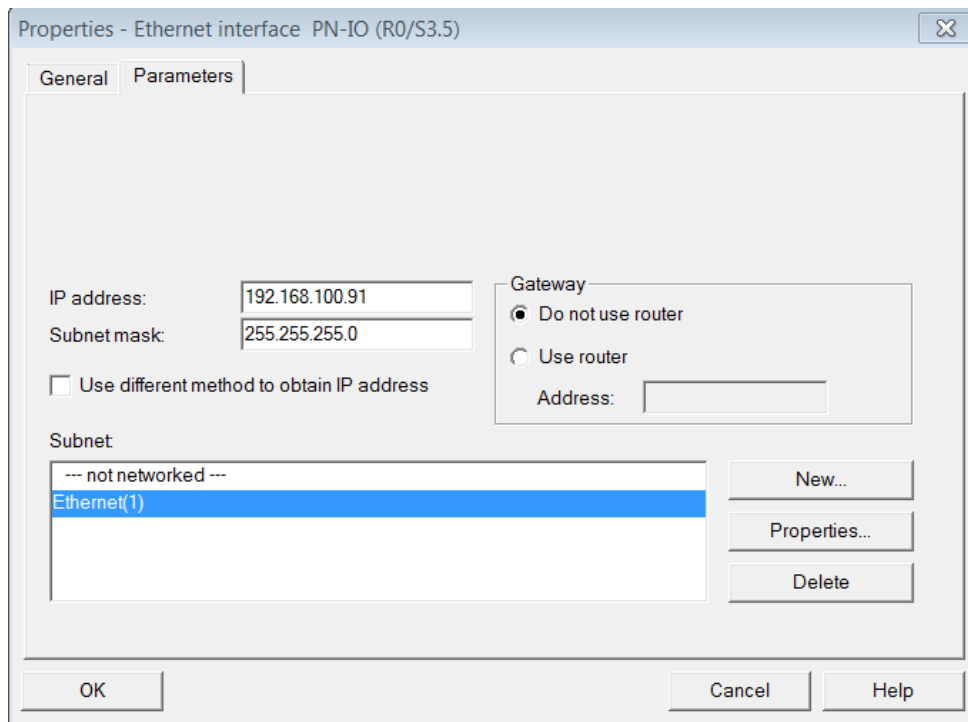 Properties - Ethernet interface  PN-IO (R0/S3.5)
General
Parameters
IP address:
192.168.100.91
Subnet mask:
255.255.255.0
Use different method to obtain IP address
Gateway
Do not use router
Use router
Address:
Subnet:
--- not networked ---
Ethernet(1)
New...
Properties...
Delete
OK
Cancel
Help